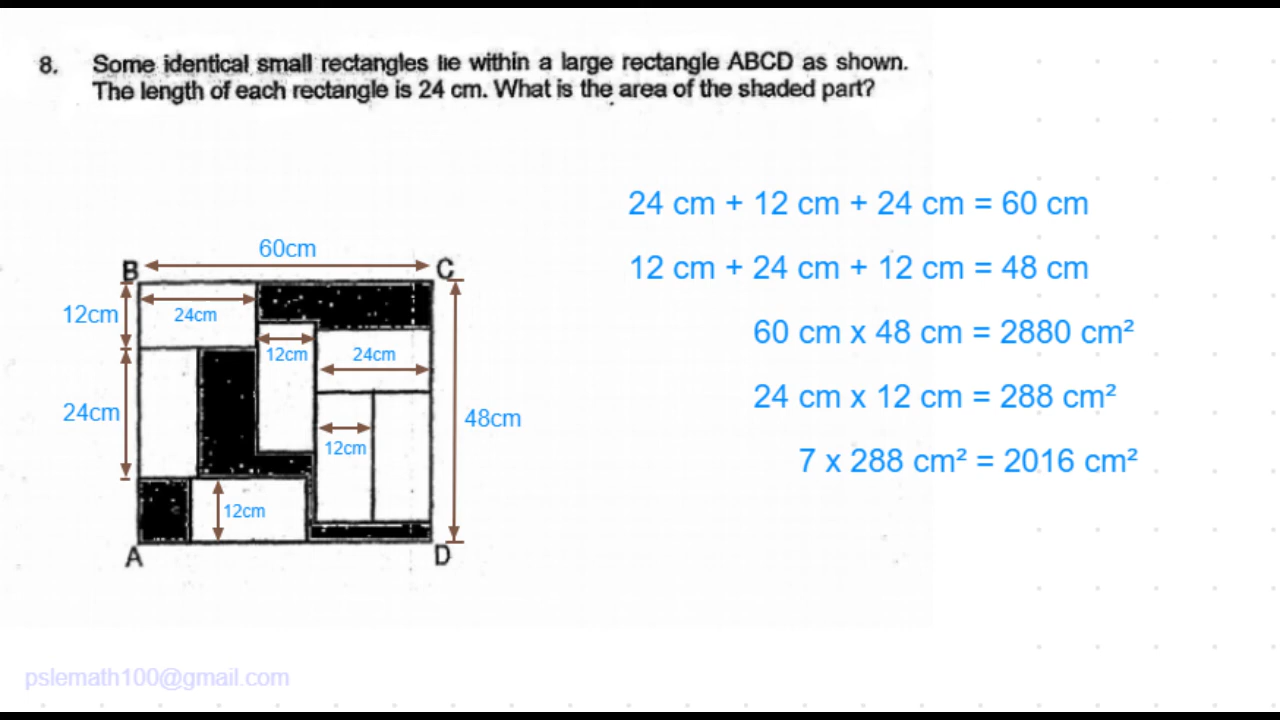 8. Some identical small rectangles lie within a large rectangle ABCD as shown.
The length of each rectangle is 24 cm. What is the area of the shaded part?
24 cm + 12 cm + 24 cm = 60 cm
60cm
B
C
12 cm + 24 cm + 12 cm = 48 cm
12cm
24cm
60 cm x 48 cm = 2880 cm²
12cm
24cm
24 cm x 12 cm = 288 cm²
24cm
48cm
12cm
7 x 288 cm² = 2016 cm²
12cm
A
D
pslemath100@gmail.com